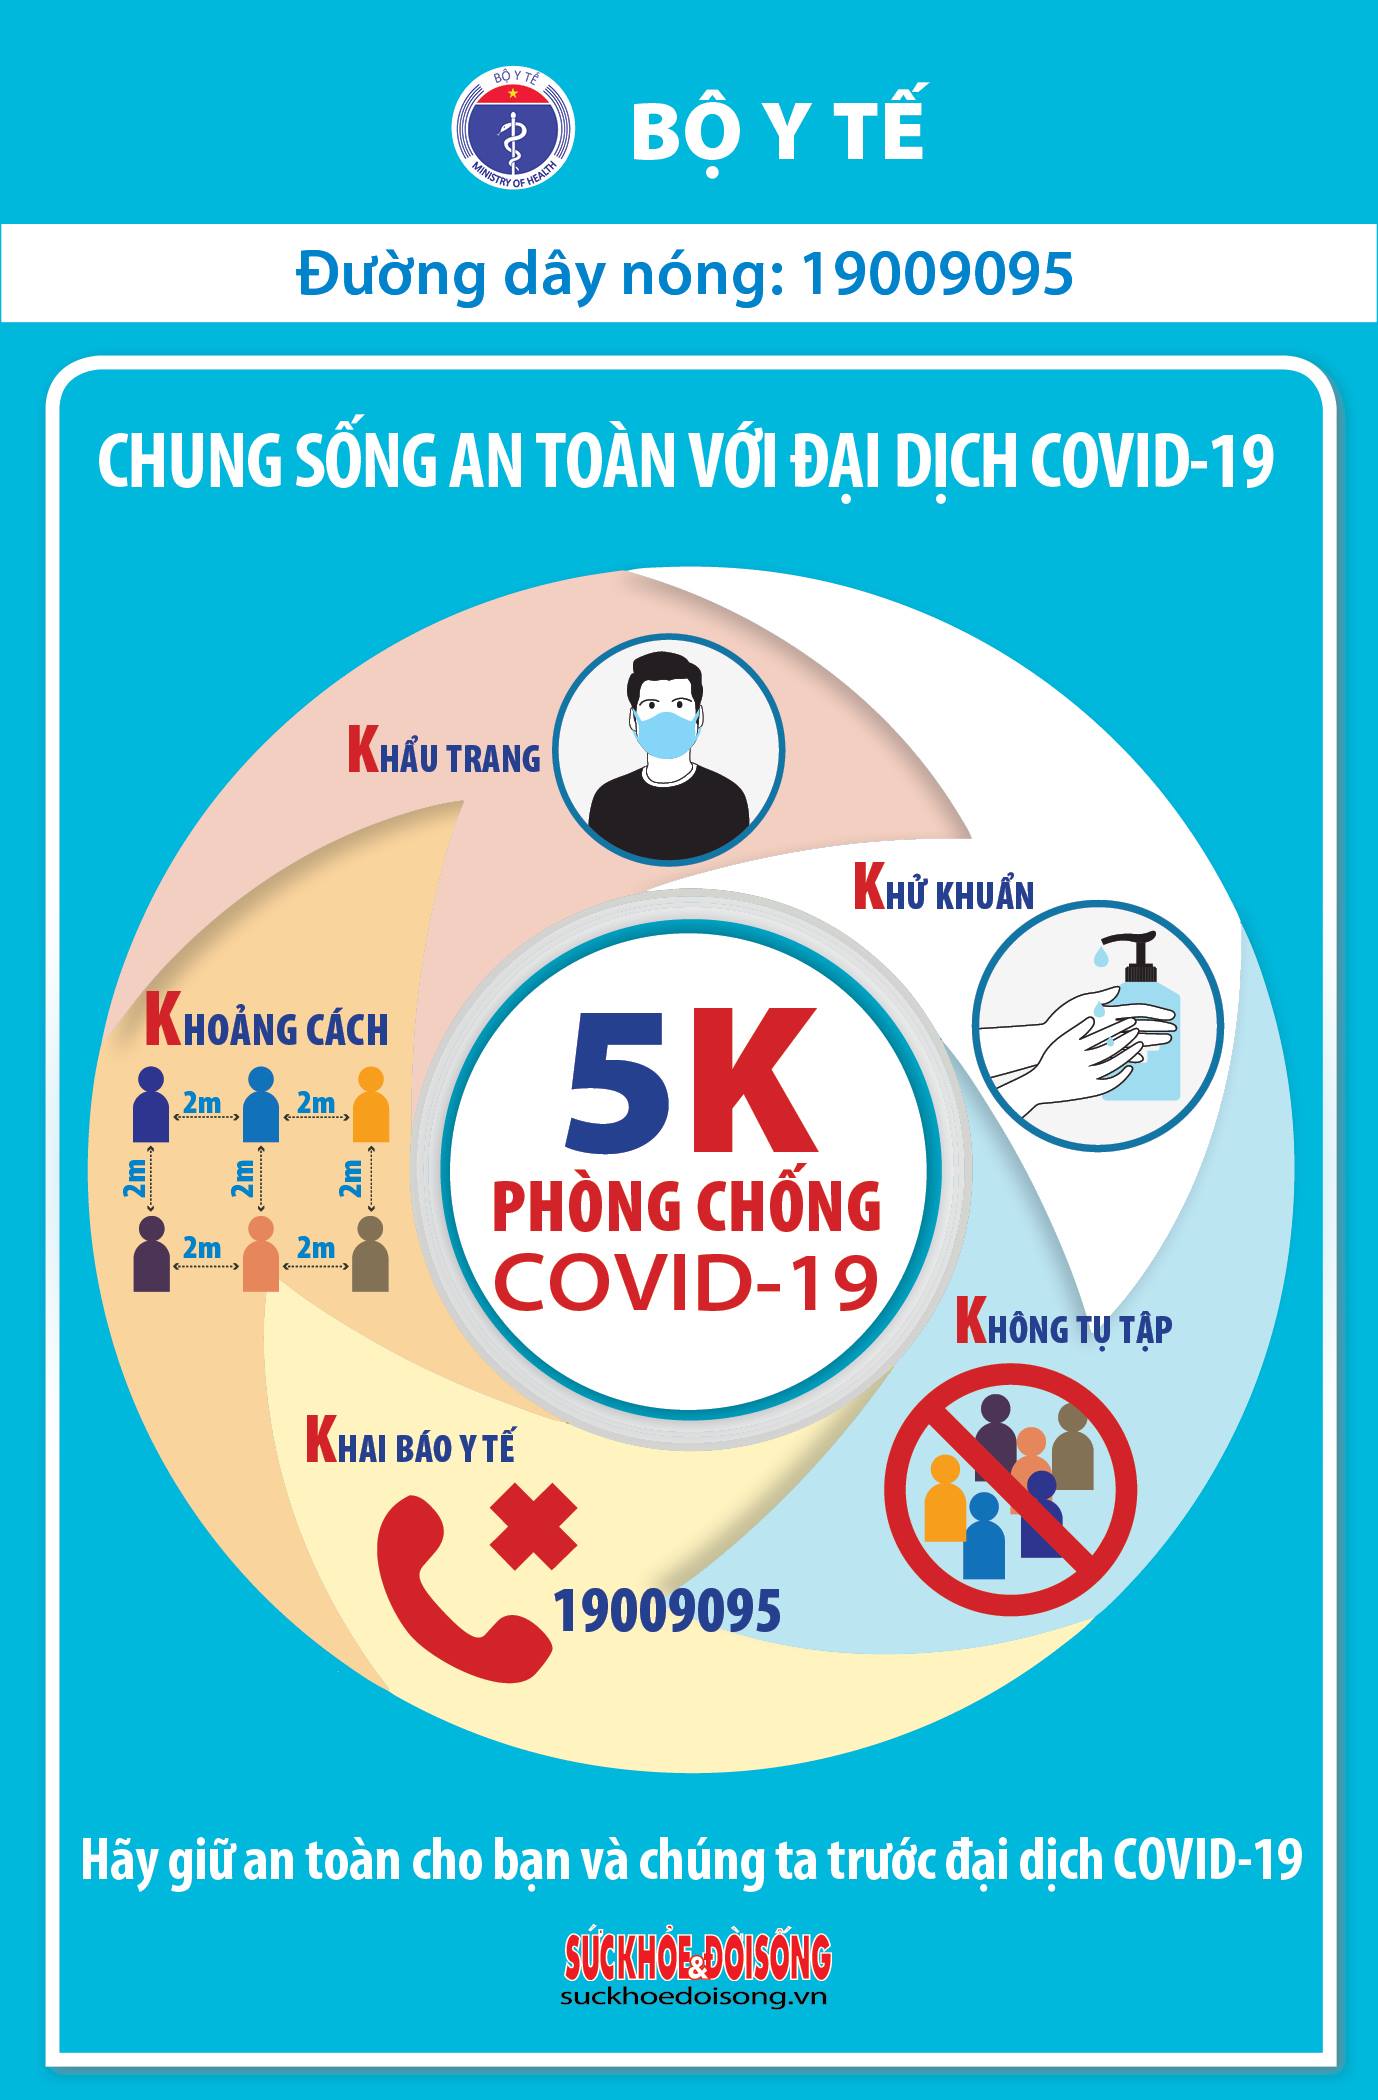 BỘ Y TẾ
MINISTRY OF HEALTH
BỘ Y TẾ
Đường dây nóng: 19009095
CHUNG SỐNG AN TOÀN VỚI ĐẠI DỊCH COVID-19
KHẨU TRANG
KHỬ KHUẨN
KHOẢNG CÁCH
2m 2m
2m 2m 2m
2m 2m
5K
PHÒNG CHỐNG
COVID-19
KHÔNG TỤ TẬP
KHAI BÁO Y TẾ
19009095
Hãy giữ an toàn cho bạn và chúng ta trước đại dịch COVID-19
SỨCKHỎE&ĐỜISỐNG
suckhoedoisong.vn